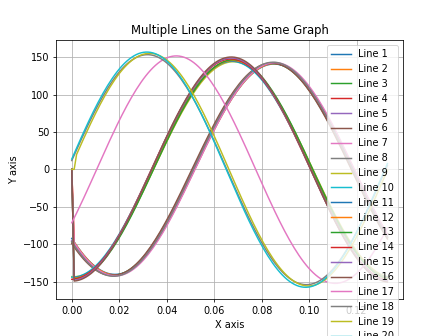 Multiple Lines on the Same Graph
Y axis
150
100
50
0
−50
−100
−150
0.00
0.02
0.04
0.06
0.08
0.10
X axis
Line 1
Line 2
Line 3
Line 4
Line 5
Line 6
Line 7
Line 8
Line 9
Line 10
Line 11
Line 12
Line 13
Line 14
Line 15
Line 16
Line 17
Line 18
Line 19
Line 20